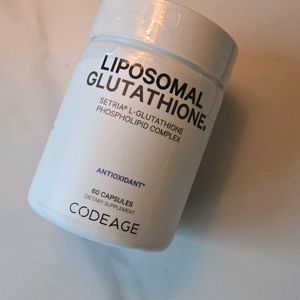 LIPOSOMAL
GLUTATHIONE®
SETRIA® L-GLUTATHIONE
PHOSPHOLIPID COMPLEX
ANTIOXIDANT*
60 CAPSULES
DIETARY SUPPLEMENT
CODEAGE